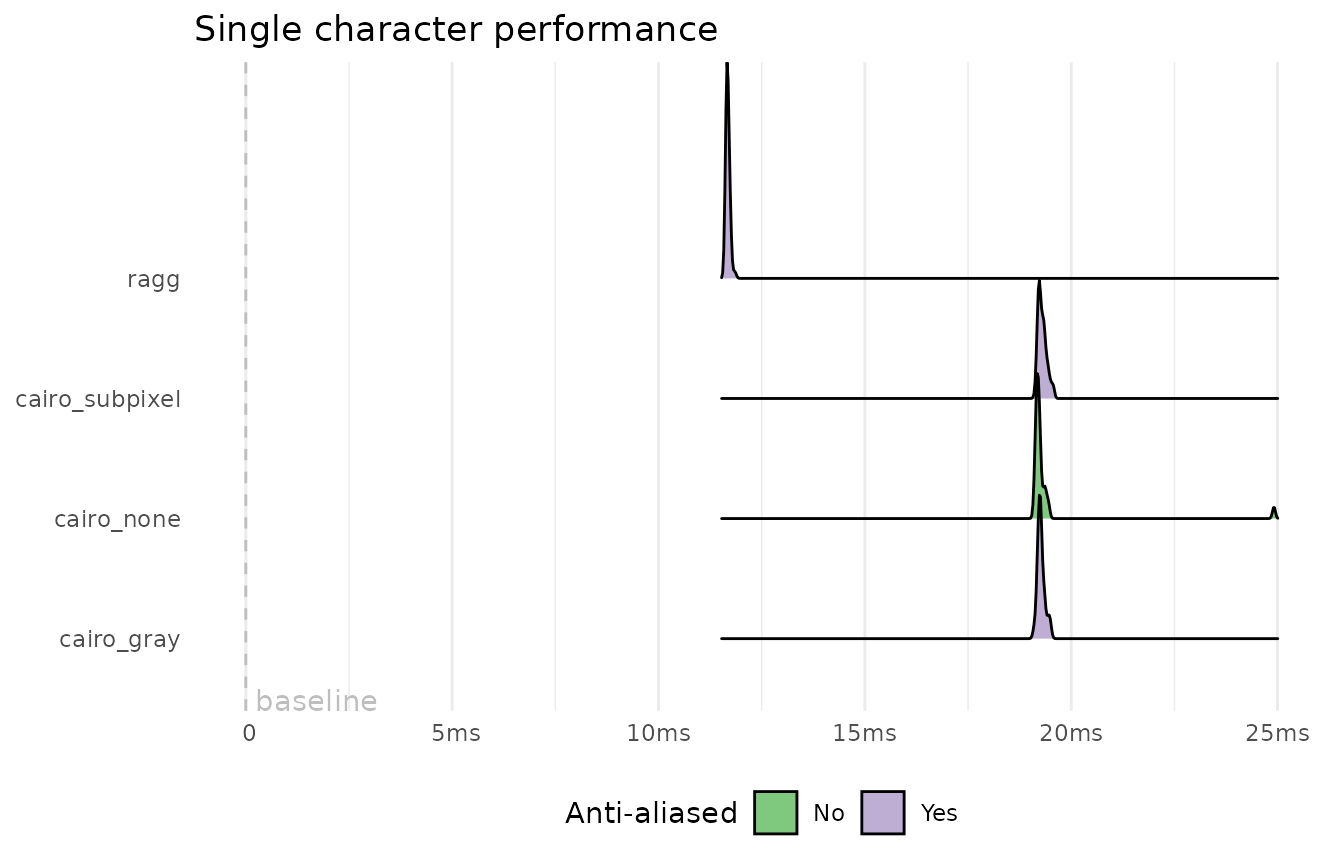 Single character performance
ragg
cairo_subpixel
cairo_none
cairo_gray
baseline
0 5ms 10ms 15ms 20ms 25ms
Anti-aliased No Yes